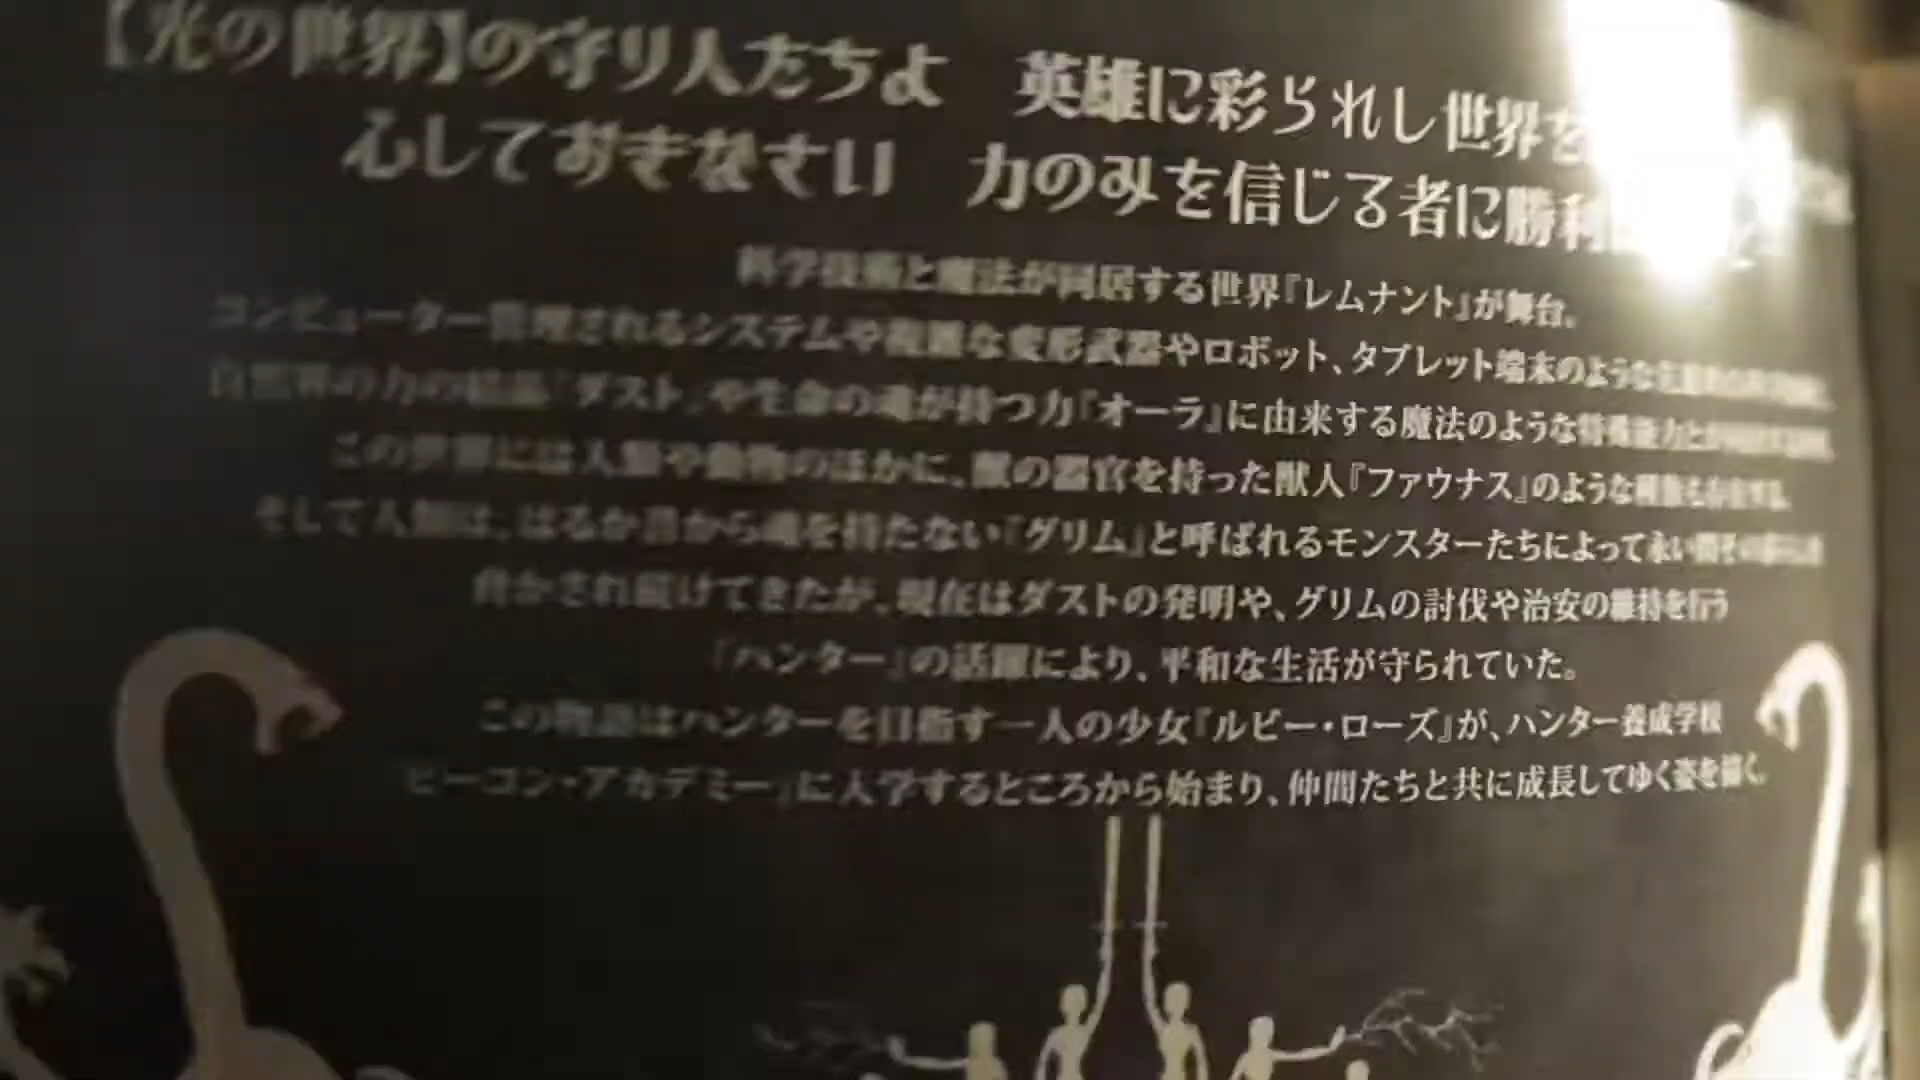 【光の世界】の守り人たちよ　英雄に彩られし世界を
心しておきなさい　力のみを信じる者に勝利
科学技術と魔法が同居する世界『レムナント』が舞台。
コンピューター管理されるシステムや複雑な変形武器やロボット、タブレット端末のような
自然界の力の結晶『ダスト』や生命の魂が持つ力『オーラ』に由来する魔法のような特殊能力と
この世界には人類や動物のほかに、獣の器官を持った獣人『ファウナス』のような種族も存在する。
そして人類は、はるか昔から魂を持たない『グリム』と呼ばれるモンスターたちによって永い間その暮らしを
脅かされ続けてきたが、現在はダストの発明や、グリムの討伐や治安の維持を行う
『ハンター』の活躍により、平和な生活が守られていた。
この物語はハンターを目指す一人の少女『ルビー・ローズ』が、ハンター養成学校
『ビーコン・アカデミー』に入学するところから始まり、仲間たちと共に成長してゆく姿を描く。